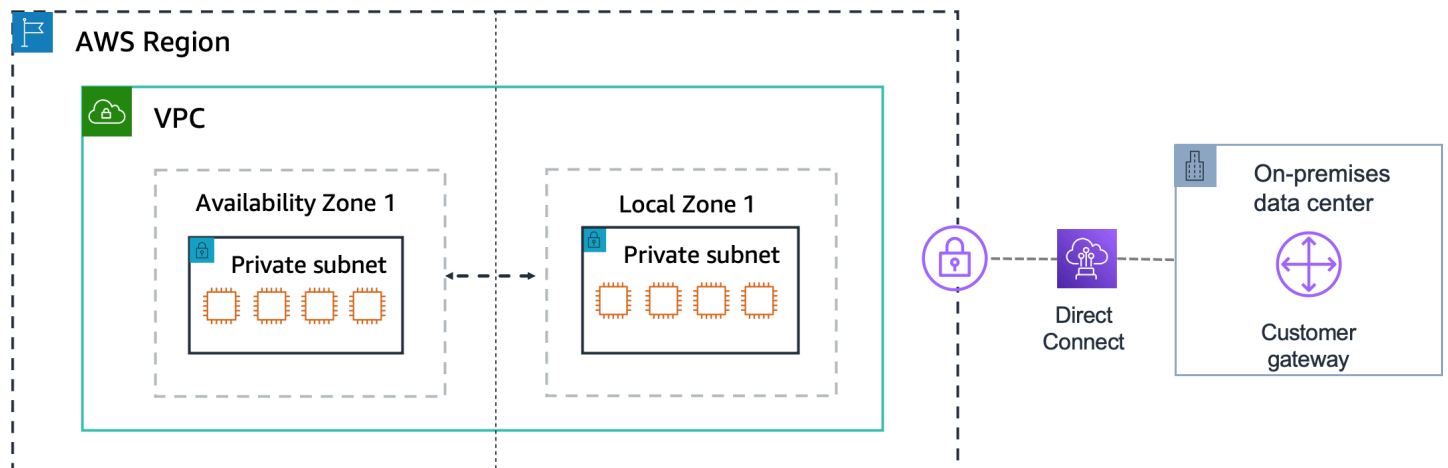 AWS Region
VPC
Availability Zone 1
Private subnet
Local Zone 1
Private subnet
Direct
Connect
On-premises
data center
Customer
gateway